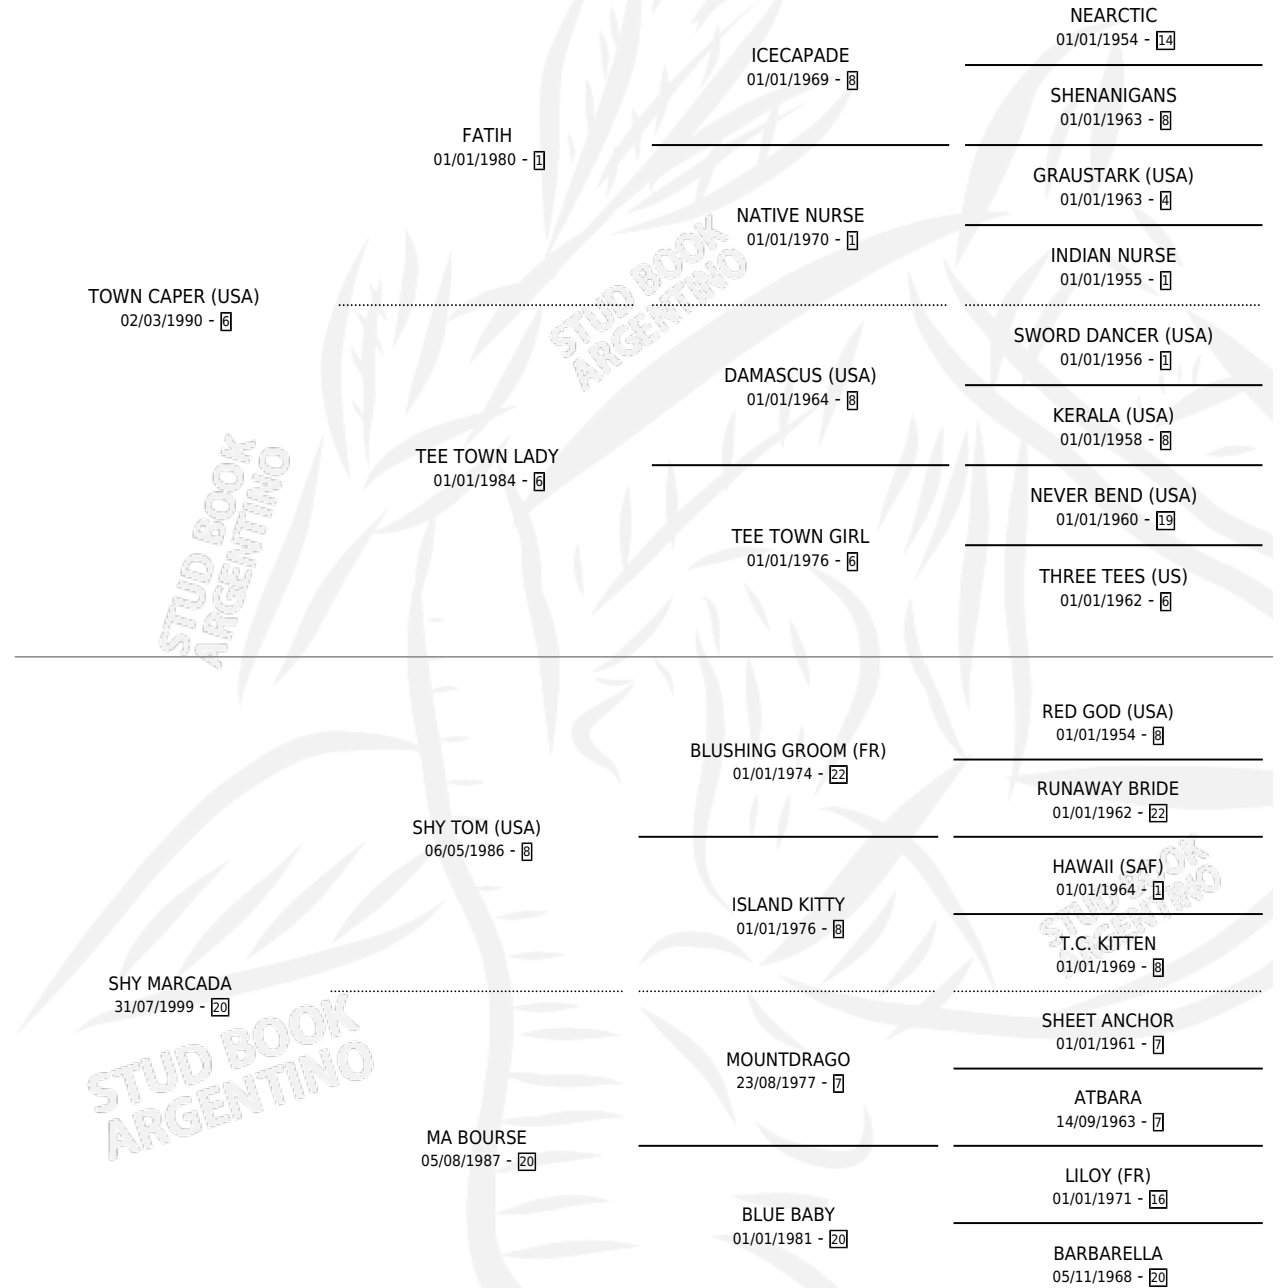 NEARCTIC
01/01/1954 - 14
ICECAPADE
01/01/1969 - 8
SHENANIGANS
01/01/1963 - 8
FATIH
01/01/1980 - 1
GRAUSTARK (USA)
01/01/1963 - 4
NATIVE NURSE
01/01/1970 - 1
INDIAN NURSE
01/01/1955 - 1
TOWN CAPER (USA)
02/03/1990 - 6
STUD BOOK
ARGENTINO
SWORD DANCER (USA)
01/01/1956 - 1
DAMASCUS (USA)
01/01/1964 - 8
KERALA (USA)
01/01/1958 - 8
TEE TOWN LADY
01/01/1984 - 6
NEVER BEND (USA)
01/01/1960 - 19
TEE TOWN GIRL
01/01/1976 - 6
THREE TEES (US)
01/01/1962 - 6
STUD BOOK
ARGENTINO
RED GOD (USA)
01/01/1954 - 8
BLUSHING GROOM (FR)
01/01/1974 - 22
RUNAWAY BRIDE
01/01/1962 - 22
SHY TOM (USA)
06/05/1986 - 8
HAWAII (SAF)
01/01/1964 - 1
ISLAND KITTY
01/01/1976 - 8
STUD BOOK
ARGENTINO
T.C. KITTEN
01/01/1969 - 8
SHY MARCADA
31/07/1999 - 20
SHEET ANCHOR
01/01/1961 - 7
STUD BOOK
ARGENTINO
MOUNTDRAGO
23/08/1977 - 7
ATBARA
14/09/1963 - 7
MA BOURSE
05/08/1987 - 20
LILOY (FR)
01/01/1971 - 16
BLUE BABY
01/01/1981 - 20
BARBARELLA
05/11/1968 - 20